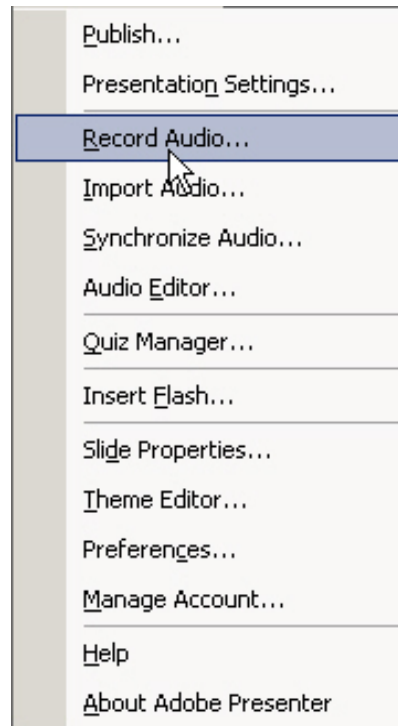 Publish...
Presentation Settings...
Record Audio...
Import Audio...
Synchronize Audio...
Audio Editor...
Quiz Manager...
Insert Flash...
Slide Properties...
Theme Editor...
Preferences...
Manage Account...
Help
About Adobe Presenter